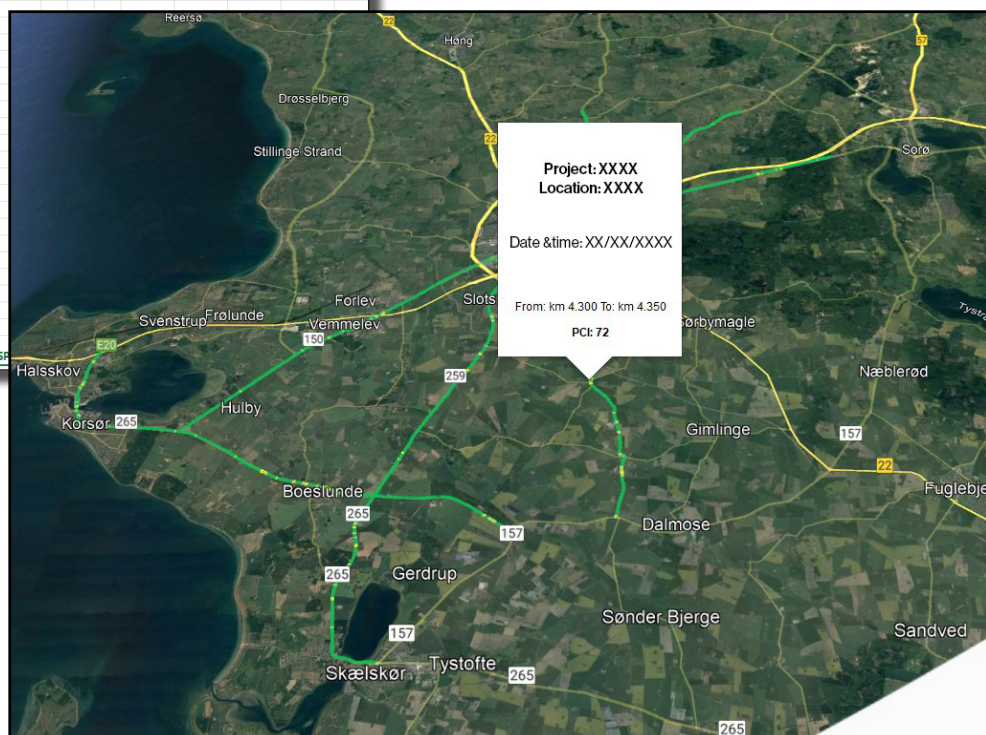 Reersø
22
Høng
57
Drøsselbjerg
22
Stillinge Strand
Sorø
Project: XXXX
Location: XXXX
Date &time: XX/XX/XXXX
From: km 4.300 To: km 4.350
PCI: 72
Forlev
Slots
Svenstrup
Frølunde
Vemmelev
ørbymagle
150
E20
Halsskov
259
Næblerød
Hulby
Korsør
265
Gimlinge
157
22
Boeslunde
Fuglebje
265
157
Dalmose
265
Gerdrup
Sønder Bjerge
157
Sandved
Tystofte
Skælskør
265
265